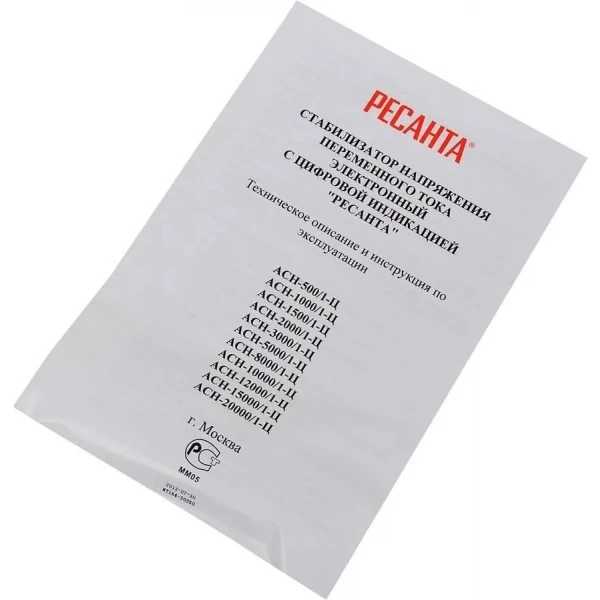 РЕСАНТА®
СТАБИЛИЗАТОР НАПРЯЖЕНИЯ
ПЕРЕМЕННОГО ТОКА
ЭЛЕКТРОННЫЙ
С ЦИФРОВОЙ ИНДИКАЦИЕЙ
"РЕСАНТА"
Техническое описание и инструкция по
эксплуатации
АСН-500/1-Ц
АСН-1000/1-Ц
АСН-1500/1-Ц
АСН-2000/1-Ц
АСН-3000/1-Ц
АСН-5000/1-Ц
АСН-8000/1-Ц
АСН-10000/1-Ц
АСН-12000/1-Ц
АСН-15000/1-Ц
АСН-20000/1-Ц
г. Москва
РСТ
ММ05